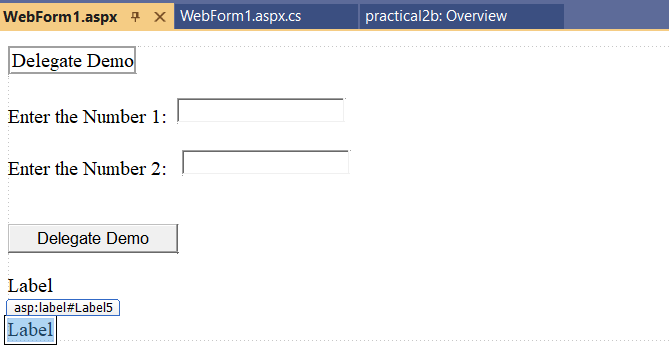 WebForm1.aspx WebForm1.aspx.cs practical2b: Overview
Delegate Demo
Enter the Number 1:
Enter the Number 2:
Delegate Demo
Label
asp:label#Label5
Label